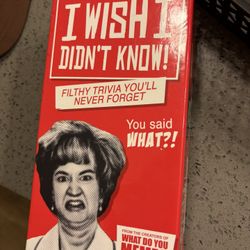 I WISH I
DIDN'T KNOW!
FILTHY TRIVIA YOU'LL
NEVER FORGET
You said
WHAT?!
FROM THE CREATORS OF
WHAT DO YOU
MEME?